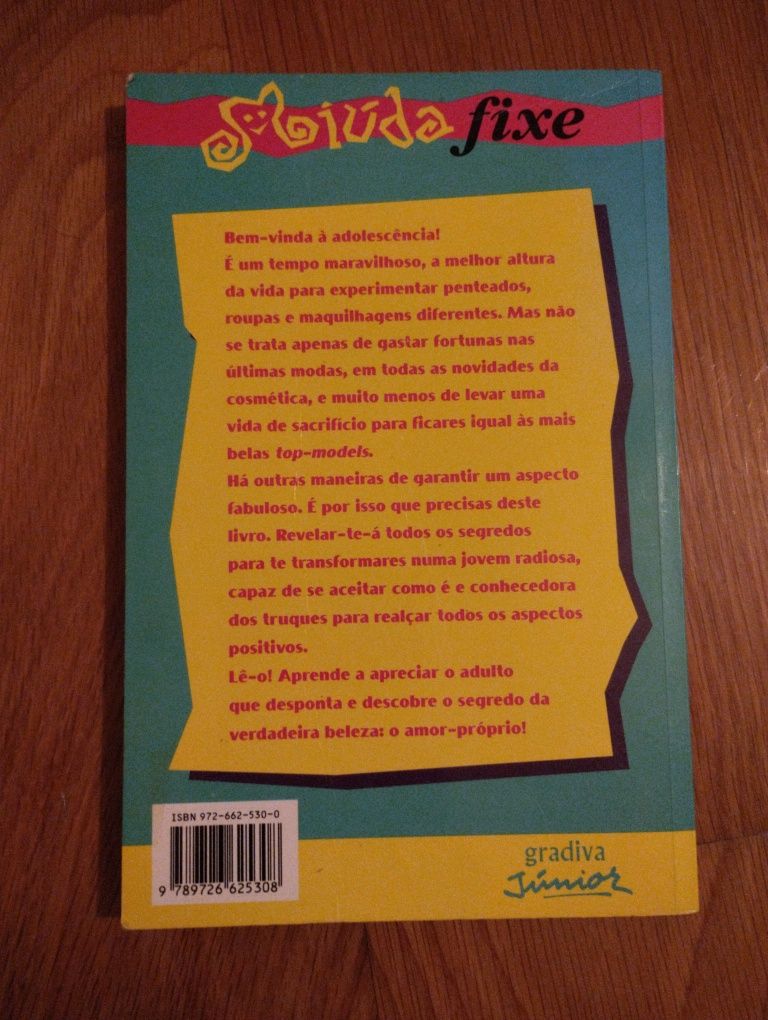 Miúda fixe
Bem-vinda à adolescência!
É um tempo maravilhoso, a melhor altura
da vida para experimentar penteados,
roupas e maquilhagens diferentes. Mas não
se trata apenas de gastar fortunas nas
últimas modas, em todas as novidades da
cosmética, e muito menos de levar uma
vida de sacrifício para ficares igual às mais
belas top-models.
Há outras maneiras de garantir um aspecto
fabuloso. É por isso que precisas deste
livro. Revelar-te-á todos os segredos
para te transformares numa jovem radiosa,
capaz de se aceitar como é e conhecedora
dos truques para realçar todos os aspectos
positivos.
Lê-o! Aprende a apreciar o adulto
que desponta e descobre o segredo da
verdadeira beleza: o amor-próprio!
ISBN 972-662-530-0
9 789726 625308
gradiva
Júnior